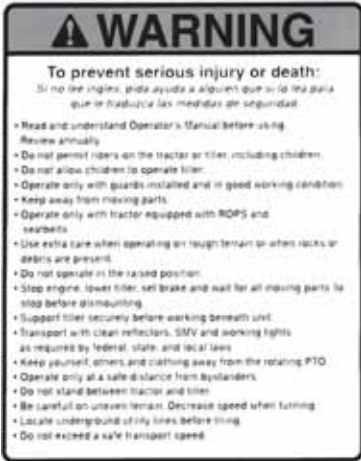 WARNING
To prevent serious injury or death:
Si no lee ingles, pida ayuda a alguien que si lo lea para
que le traduzca las medidas de seguridad.
• Read and understand Operator's Manual before using.
Review annually.
• Do not permit riders on the tractor or tiller, including children.
• Do not allow children to operate tiller.
• Operate only with guards installed and in good working condition.
• Keep away from moving parts.
• Operate only with tractor equipped with ROPS and
seatbelts.
• Use extra care when operating on rough terrain or when rocks or
debris are present.
• Do not operate in the raised position.
• Stop engine, lower tiller, set brake and wait for all moving parts to
stop before dismounting.
• Support tiller securely before working beneath unit.
• Transport with clean reflectors, SMV and working lights
as required by federal, state, and local laws.
• Keep yourself, others and clothing away from the rotating PTO.
• Operate only at a safe distance from bystanders.
• Do not stand between tractor and tiller.
• Be carefull on uneven terrain. Decrease speed when turning.
• Locate underground utility lines before tilling.
• Do not exceed a safe transport speed.